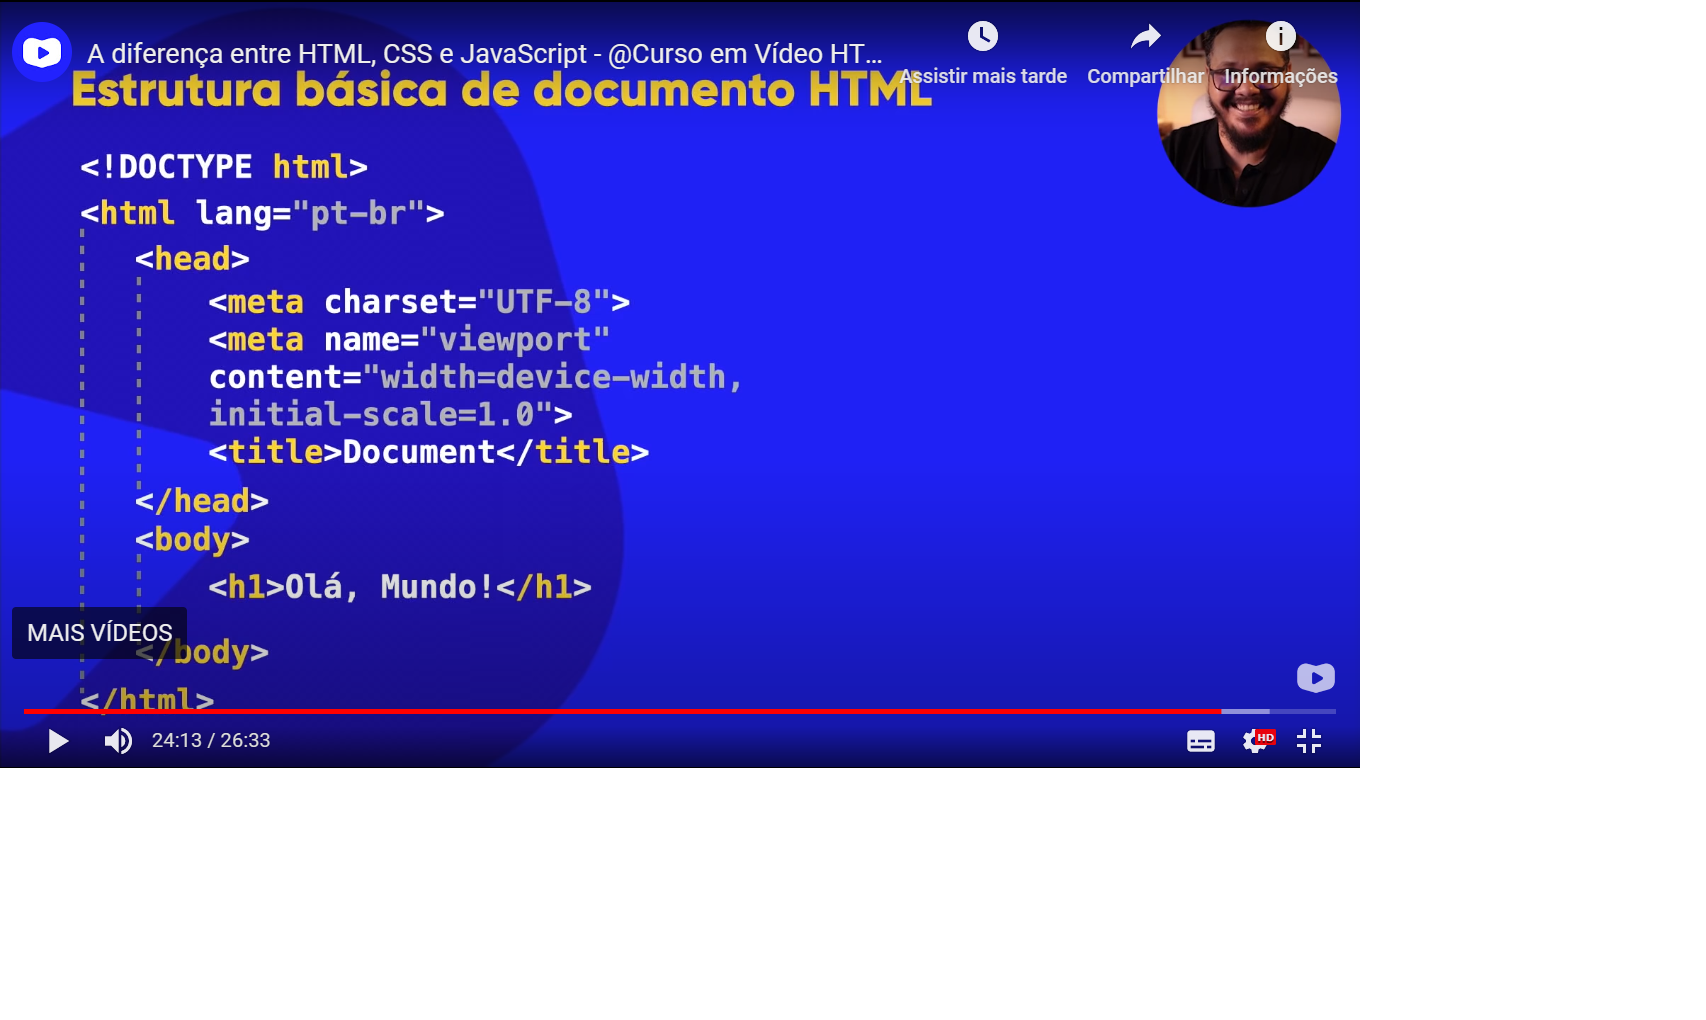 A diferença entre HTML, CSS e JavaScript - @Curso em Vídeo HT...
Assistir mais tarde
Compartilhar
Informações
Estrutura básica de documento HTML
<!DOCTYPE html>
<html lang="pt-br">
<head>
<meta charset="UTF-8">
<meta name="viewport"
content="width=device-width,
initial-scale=1.0">
<title>Document</title>
</head>
<body>
<h1>Olá, Mundo!</h1>
MAIS VÍDEOS
</body>
</html>
24:13 / 26:33
HD